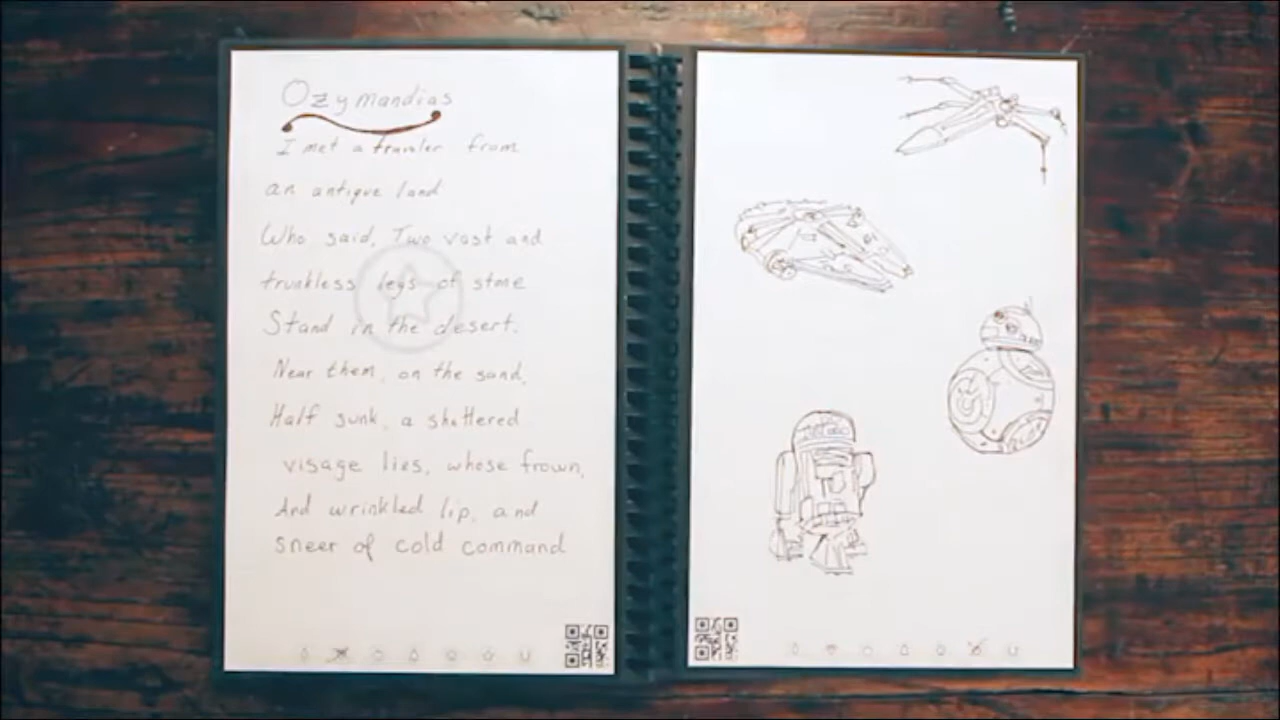 Ozymandias
I met a traveler from
an antique land
Who said, Two vast and
trunkless legs of stone
Stand in the desert.
Near them, on the sand,
Half sunk, a shattered
visage lies, whose frown,
And wrinkled lip, and
sneer of cold command